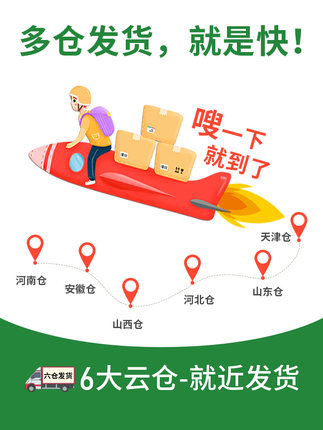 多仓发货，就是快！
嗖一下
就到了
天津仓
河南仓
安徽仓
山西仓
河北仓
山东仓
六仓发货
6大云仓-就近发货